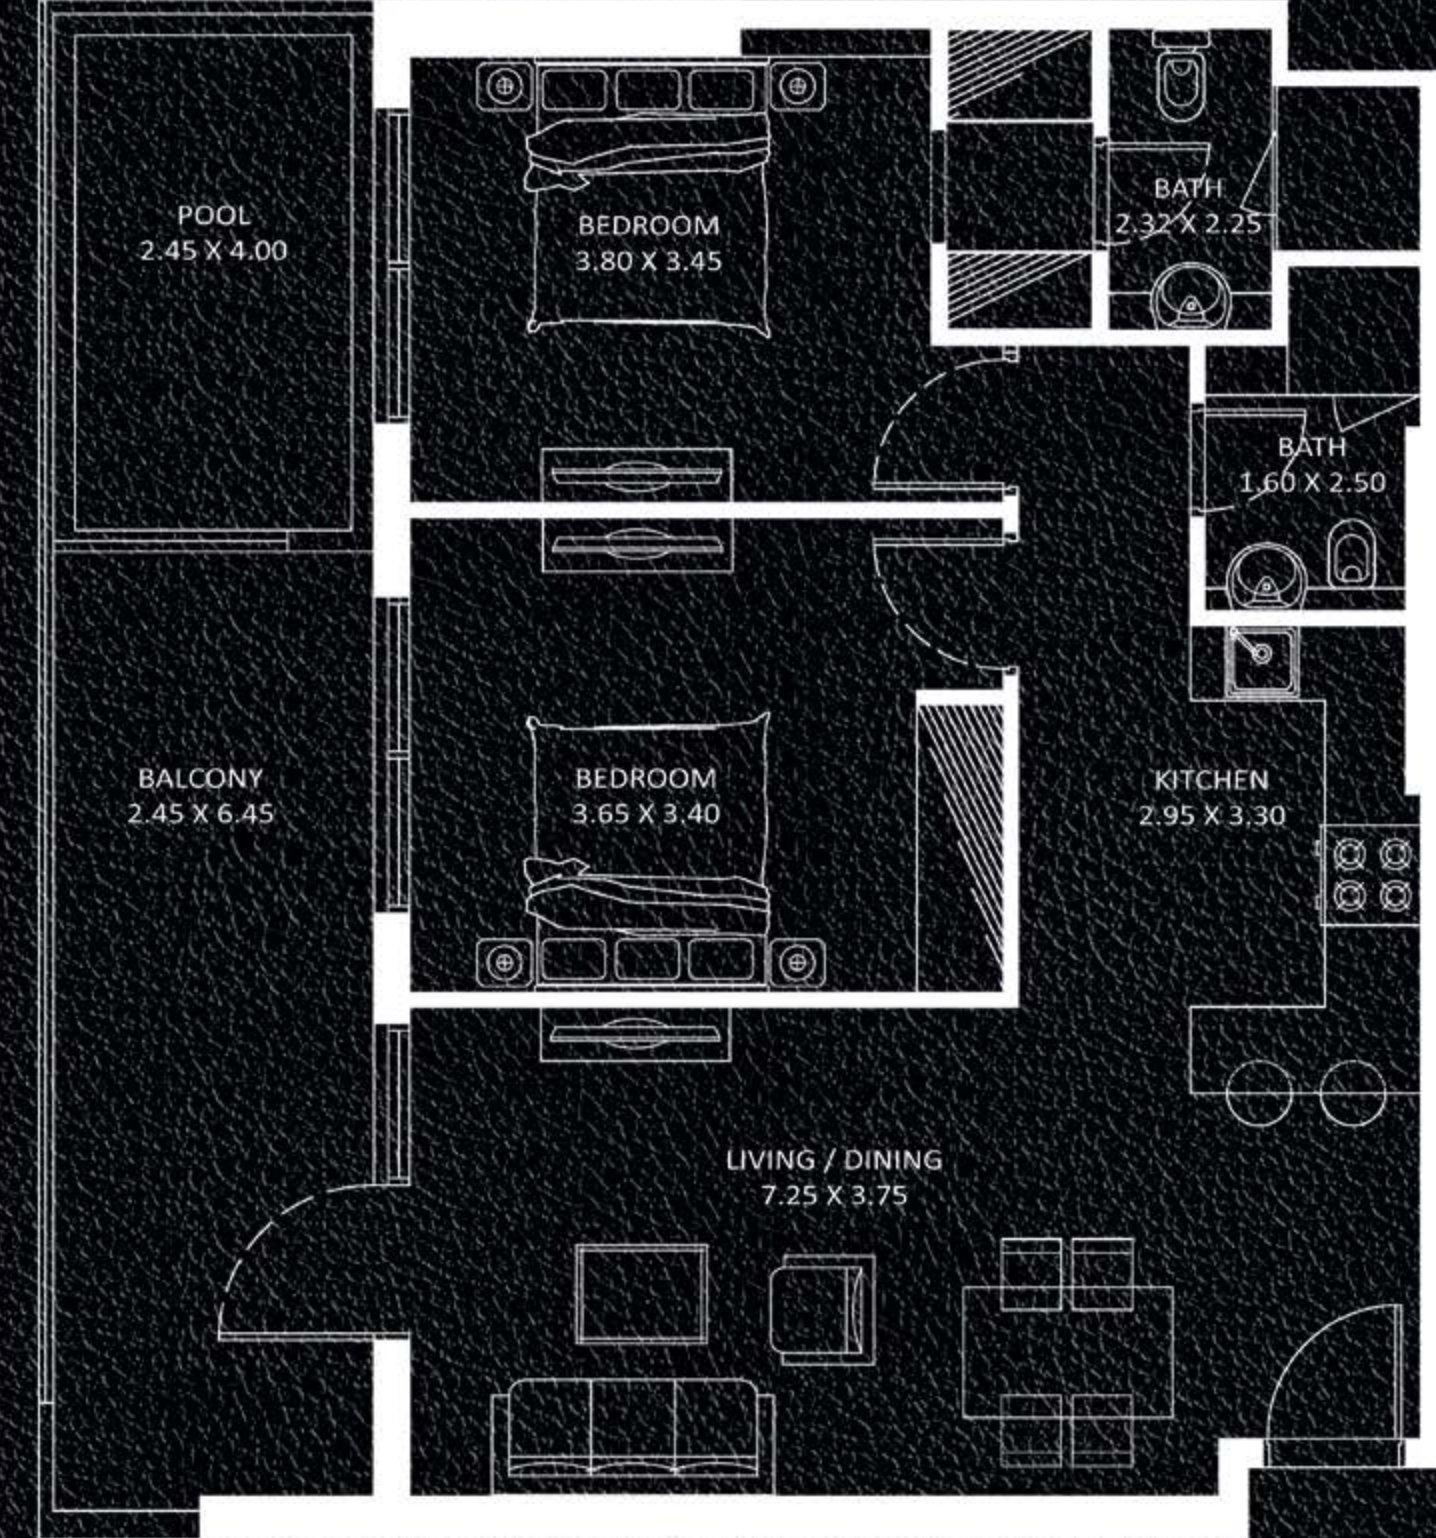 POOL
2.45 X 4.00
BEDROOM
3.80 X 3.45
BATH
2.32 X 2.25
BATH
1.60 X 2.50
BALCONY
2.45 X 6.45
BEDROOM
3.65 X 3.40
KITCHEN
2.95 X 3.30
LIVING / DINING
7.25 X 3.75